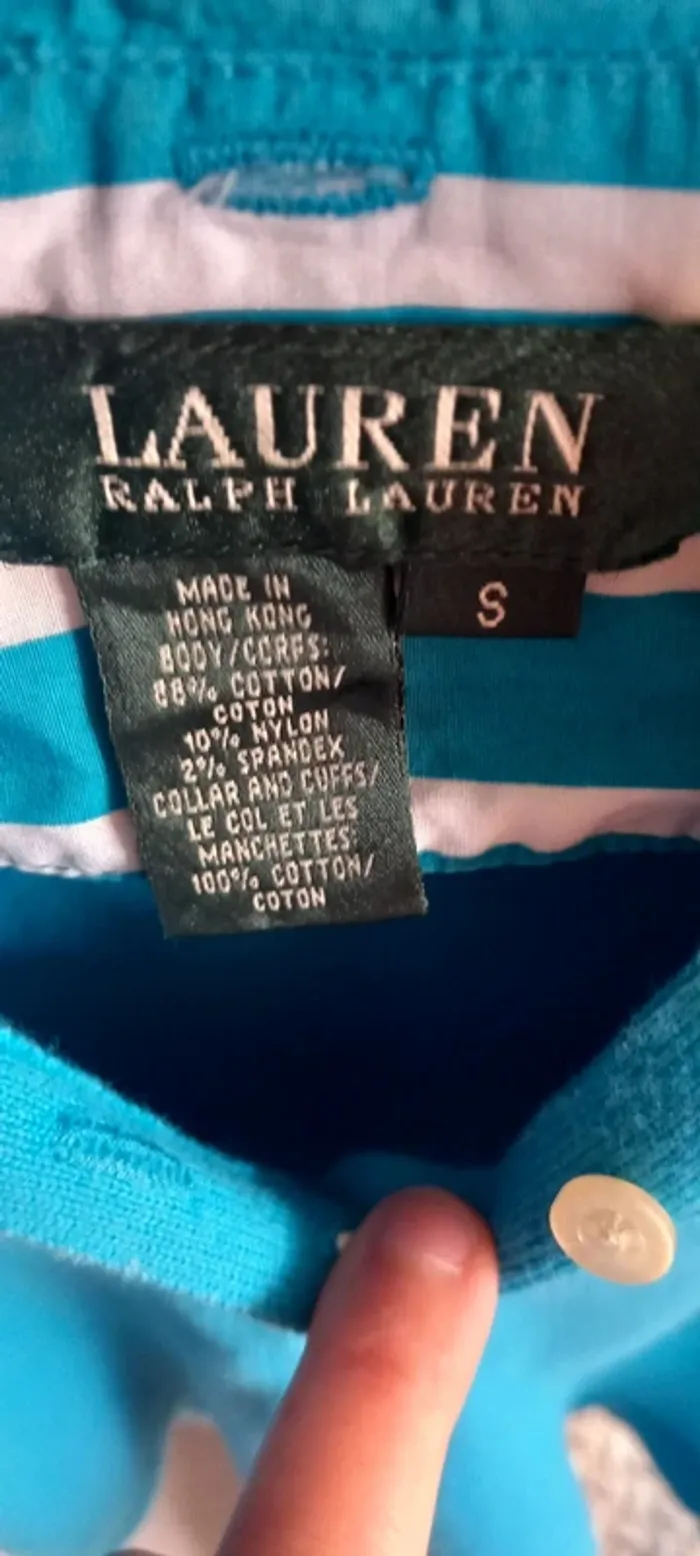 LAUREN
RALPH LAUREN
S
MADE IN
HONG KONG
BODY/CORPS:
88% COTTON/
COTON
10% NYLON
2% SPANDEX
COLLAR AND CUFFS/
LE COL ET LES
MANCHETTES:
100% COTTON/
COTON